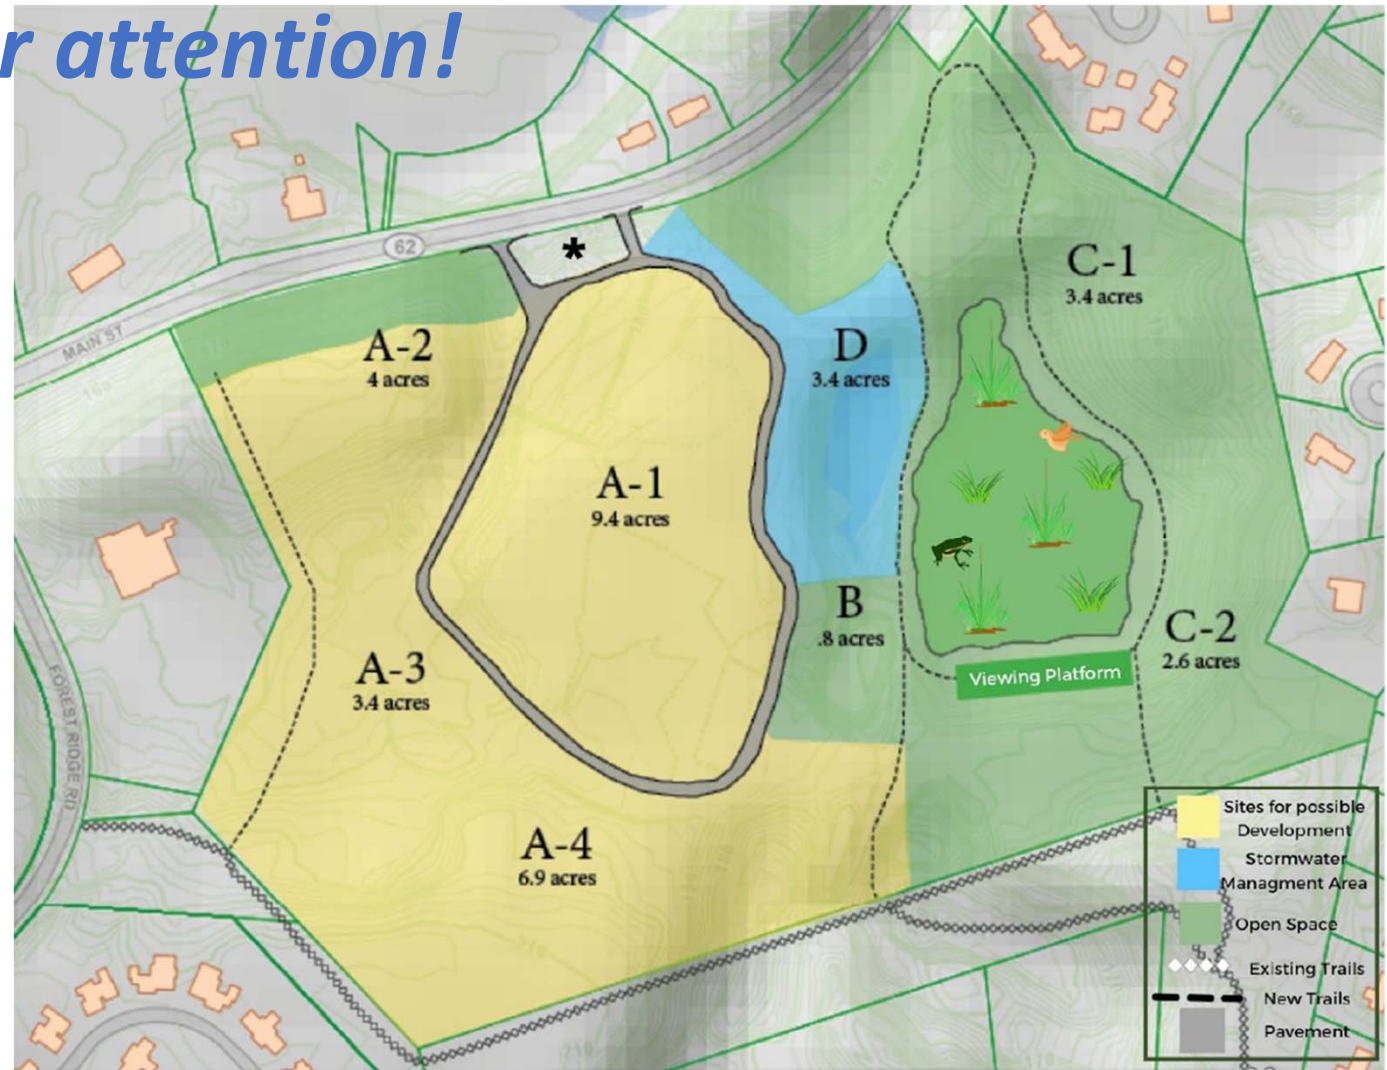 r attention!
62
MAIN ST
*
A-2
4 acres
C-1
3.4 acres
D
3.4 acres
A-1
9.4 acres
B
.8 acres
C-2
2.6 acres
A-3
3.4 acres
Viewing Platform
FOREST RIDGE RD
A-4
6.9 acres
Sites for possible
Development
Stormwater
Managment Area
Open Space
Existing Trails
New Trails
Pavement